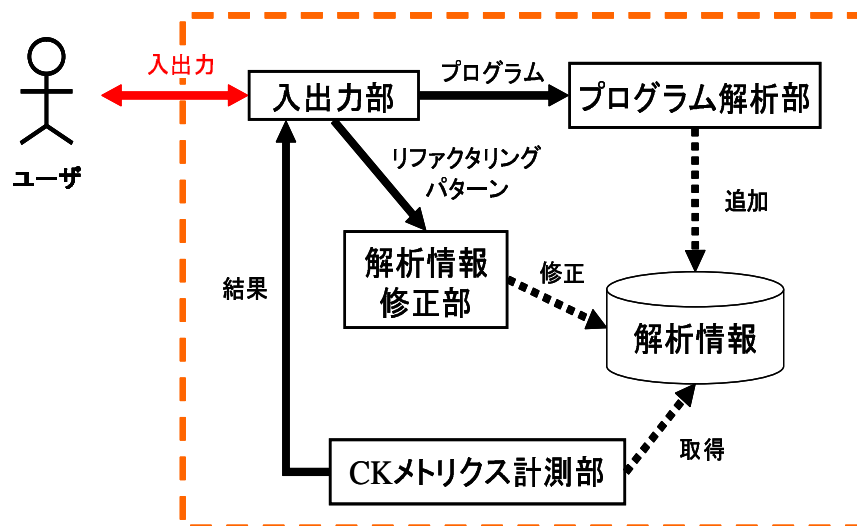 入出力
ユーザ
入出力部
プログラム
プログラム解析部
リファクタリング
パターン
追加
結果
解析情報
修正部
修正
解析情報
CKメトリクス計測部
取得